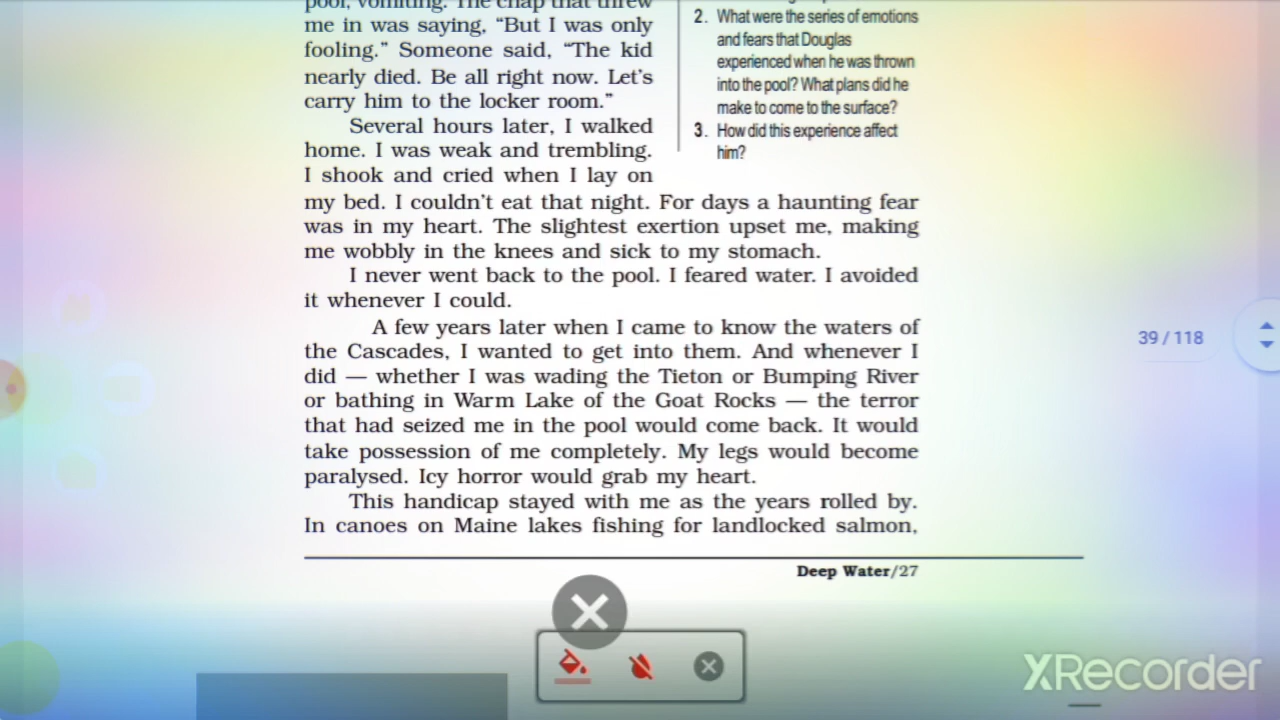 pool, vomiting. The chap that threw
me in was saying, “But I was only
fooling.” Someone said, “The kid
nearly died. Be all right now. Let’s
carry him to the locker room.”
Several hours later, I walked
home. I was weak and trembling.
I shook and cried when I lay on
my bed. I couldn’t eat that night. For days a haunting fear
was in my heart. The slightest exertion upset me, making
me wobbly in the knees and sick to my stomach.
I never went back to the pool. I feared water. I avoided
it whenever I could.
A few years later when I came to know the waters of
the Cascades, I wanted to get into them. And whenever I
did — whether I was wading the Tieton or Bumping River
or bathing in Warm Lake of the Goat Rocks — the terror
that had seized me in the pool would come back. It would
take possession of me completely. My legs would become
paralysed. Icy horror would grab my heart.
This handicap stayed with me as the years rolled by.
In canoes on Maine lakes fishing for landlocked salmon,
2. What were the series of emotions
and fears that Douglas
experienced when he was thrown
into the pool? What plans did he
make to come to the surface?
3. How did this experience affect
him?
39 / 118
Deep Water/27
XRecorder